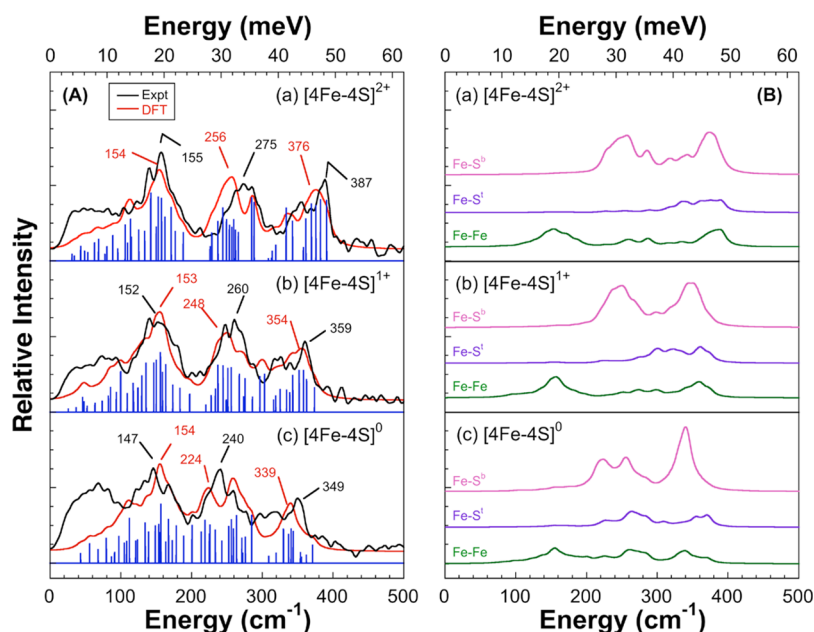 Energy (meV)
0 10 20 30 40 50 60
(A)
Expt
DFT
(a) [4Fe-4S]2+
154
155
256
275
376
387
(b) [4Fe-4S]1+
152
153
248
260
354
359
(c) [4Fe-4S]0
147
154
224
240
339
349
Relative Intensity
0 100 200 300 400 500
Energy (cm-1)
Energy (meV)
0 10 20 30 40 50 60
(a) [4Fe-4S]2+
(B)
Fe-Sb
Fe-St
Fe-Fe
(b) [4Fe-4S]1+
Fe-Sb
Fe-St
Fe-Fe
(c) [4Fe-4S]0
Fe-Sb
Fe-St
Fe-Fe
0 100 200 300 400 500
Energy (cm-1)